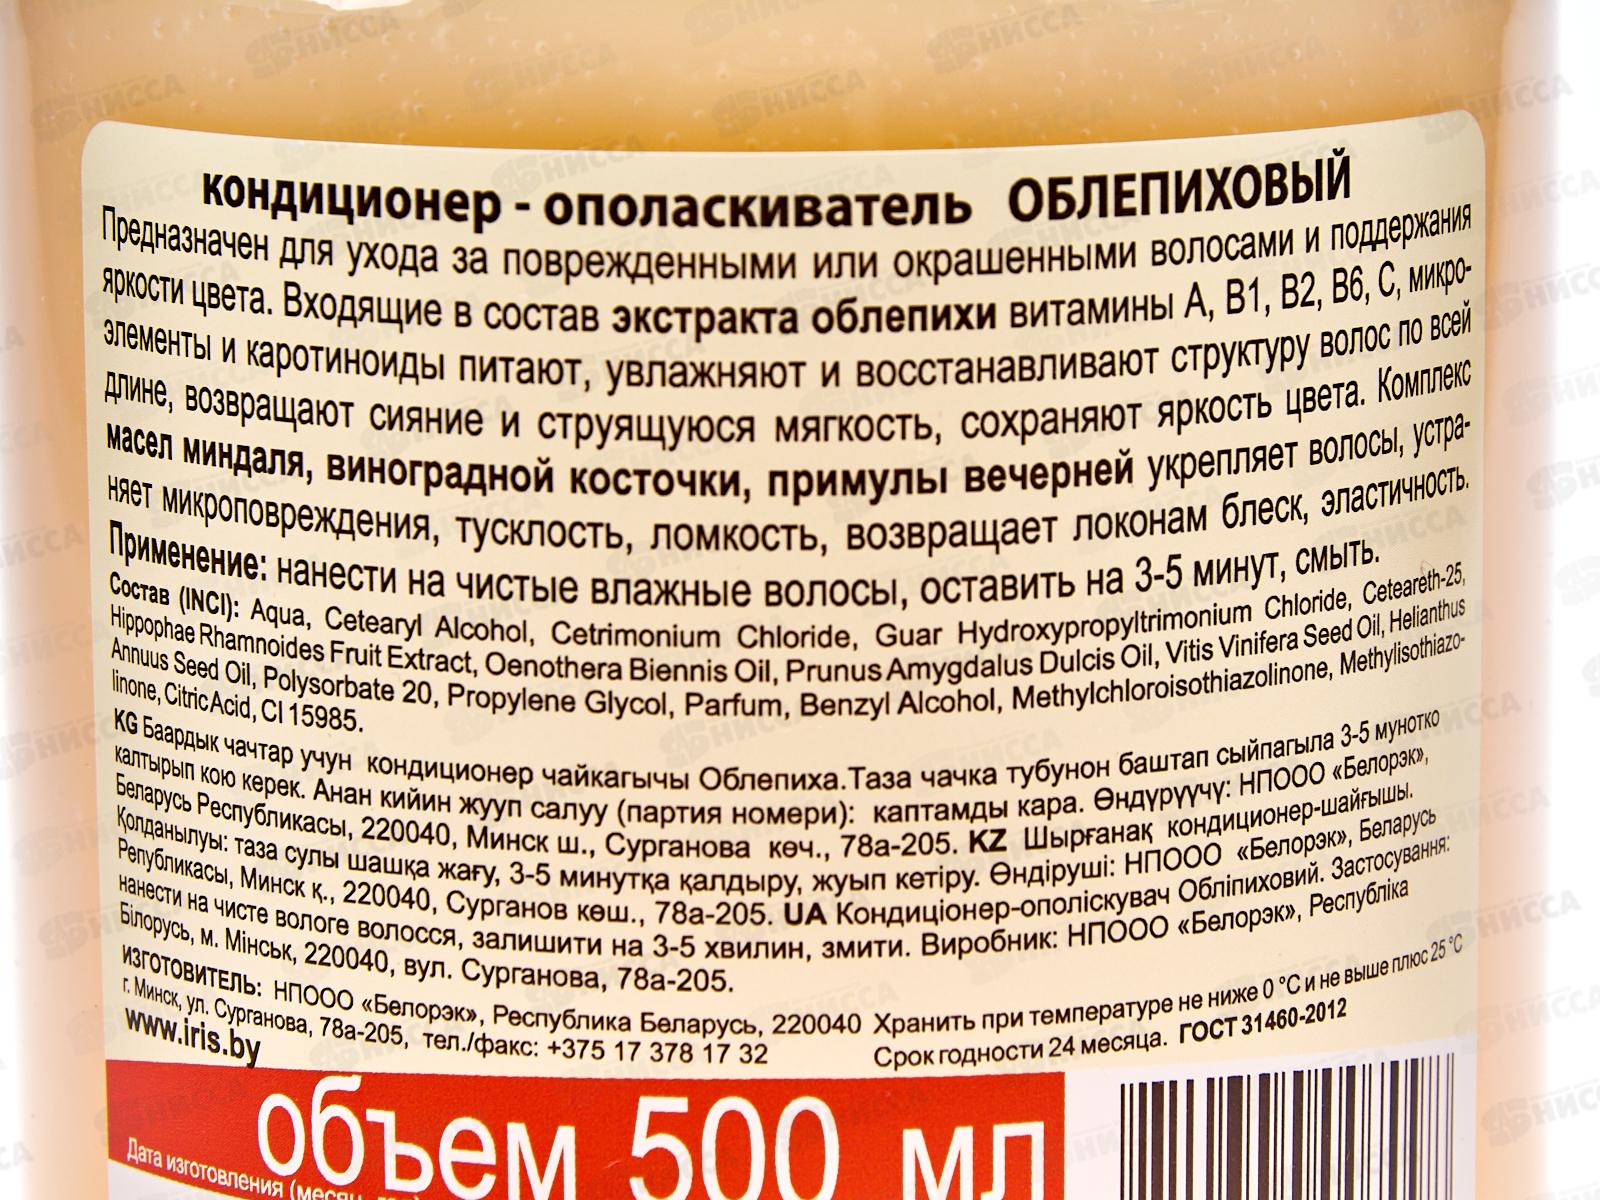 кондиционер - ополаскиватель ОБЛЕПИХОВЫЙ
Предназначен для ухода за поврежденными или окрашенными волосами и поддержания
яркости цвета. Входящие в состав экстракта облепихи витамины А, В1, В2, В6, С, микро-
элементы и каротиноиды питают, увлажняют и восстанавливают структуру волос по всей
длине, возвращают сияние и струящуюся мягкость, сохраняют яркость цвета. Комплекс
масел миндаля, виноградной косточки, примулы вечерней укрепляет волосы, устра-
няет микроповреждения, тусклость, ломкость, возвращает локонам блеск, эластичность.
Применение: нанести на чистые влажные волосы, оставить на 3-5 минут, смыть.
Состав (INCI): Aqua, Cetearyl Alcohol, Cetrimonium Chloride, Guar Hydroxypropyltrimonium Chloride, Ceteareth-25,
Hippophae Rhamnoides Fruit Extract, Oenothera Biennis Oil, Prunus Amygdalus Dulcis Oil, Vitis Vinifera Seed Oil, Helianthus
Annuus Seed Oil, Polysorbate 20, Propylene Glycol, Parfum, Benzyl Alcohol, Methylchloroisothiazolinone, Methylisothiazo-
linone, Citric Acid, CI 15985.
KG Баардык чачтар учун кондиционер чайкагычы Облепиха.Таза чачка тубунон баштап сыйпагыла 3-5 мунотко
калтырып кою керек. Анан кийин жууп салуу (партия номери): каптамды кара. Өндүрүүчү: НПООО «Белорэк»,
Беларусь Республикасы, 220040, Минск ш., Сурганова көч., 78а-205. KZ Шырғанақ кондиционер-шайғышы.
Қолданылуы: таза сулы шашқа жағу, 3-5 минутқа қалдыру, жуып кетіру. Өндіруші: НПООО «Белорэк», Беларусь
Републикасы, Минск қ., 220040, Сурганов көш., 78а-205. UA Кондиціонер-ополіскувач Обліпиховий. Застосування:
нанести на чисте вологе волосся, залишити на 3-5 хвилин, змити. Виробник: НПООО «Белорэк», Республіка
Білорусь, м. Мінськ, 220040, вул. Сурганова, 78а-205.
ИЗГОТОВИТЕЛЬ: НПООО «Белорэк», Республика Беларусь, 220040
г. Минск, ул. Сурганова, 78а-205, тел./факс: +375 17 378 17 32
www.iris.by
Хранить при температуре не ниже 0 °С и не выше плюс 25 °С
Срок годности 24 месяца. ГОСТ 31460-2012
объем 500 мл
Дата изготовления (месяц,